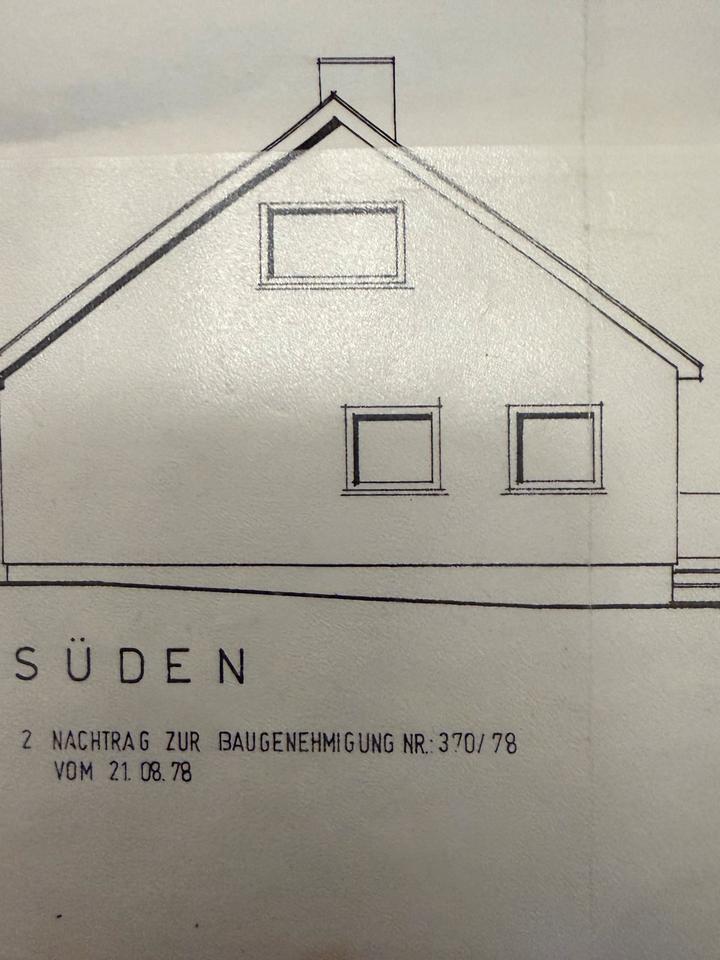 SÜDEN
2 NACHTRAG ZUR BAUGENEHMIGUNG NR.: 370/78
VOM 21. 08. 78